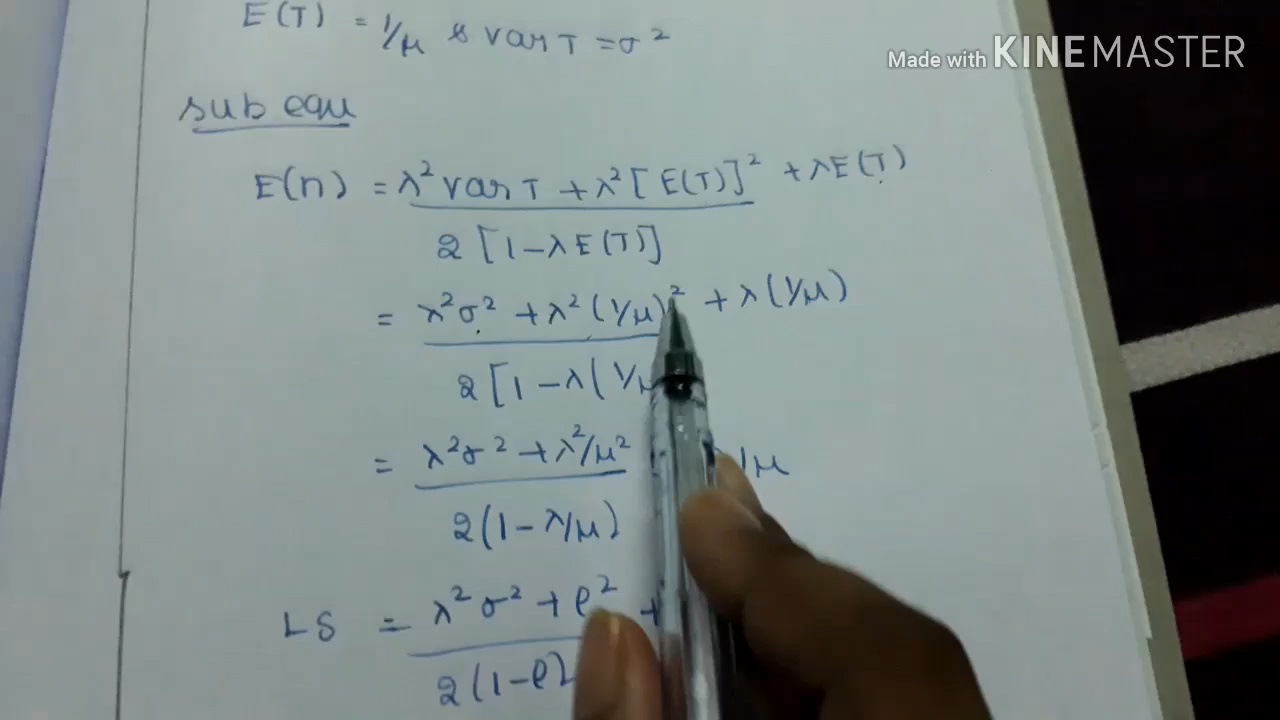 E(T) = 1/μ & var T = σ²
Made with KINEMASTER
sub equ
E(n) = λ² var T + λ² [E(T)]² + λE(T)
2 [1 - λ E(T)]
= λ²σ² + λ² (1/μ)² + λ(1/μ)
2 [1 - λ(1/
= λ²σ² + λ²/μ² /μ
2(1 - λ/μ)
LS = λ²σ² + ρ² +
2(1-ρ)